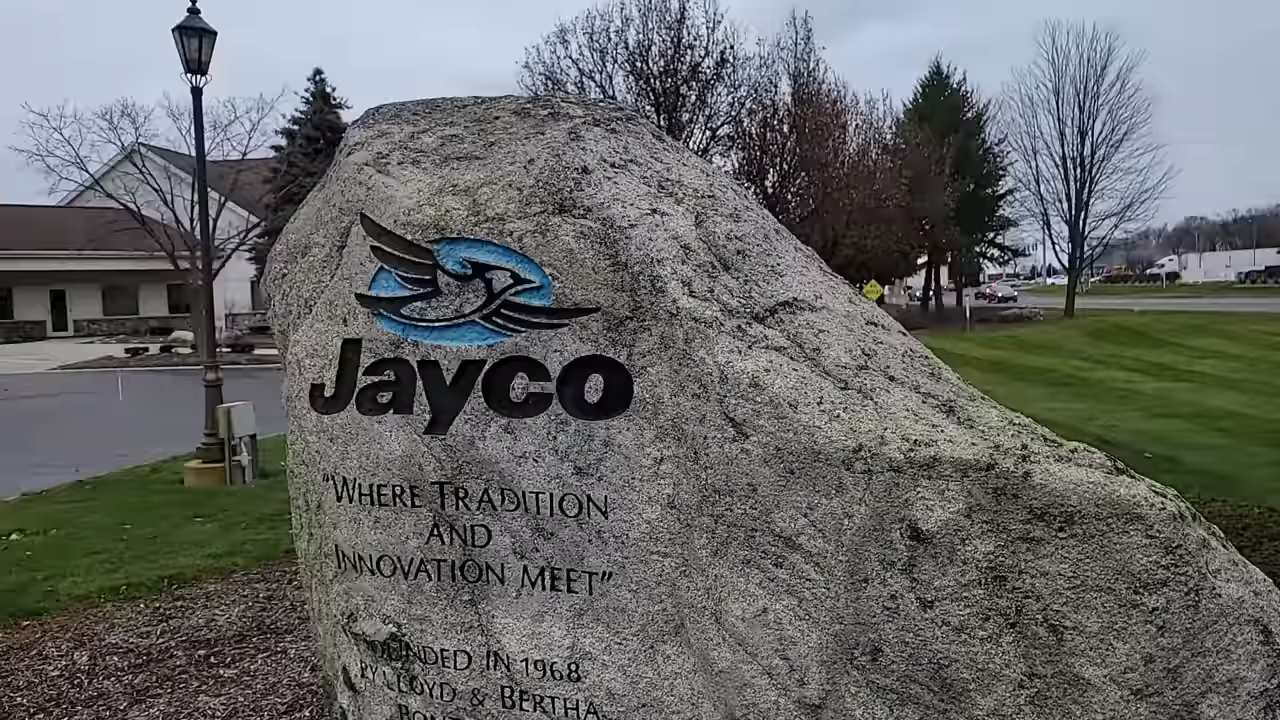 Jayco
"WHERE TRADITION
AND
INNOVATION MEET"
FOUNDED IN 1968
BY LLOYD & BERTHA